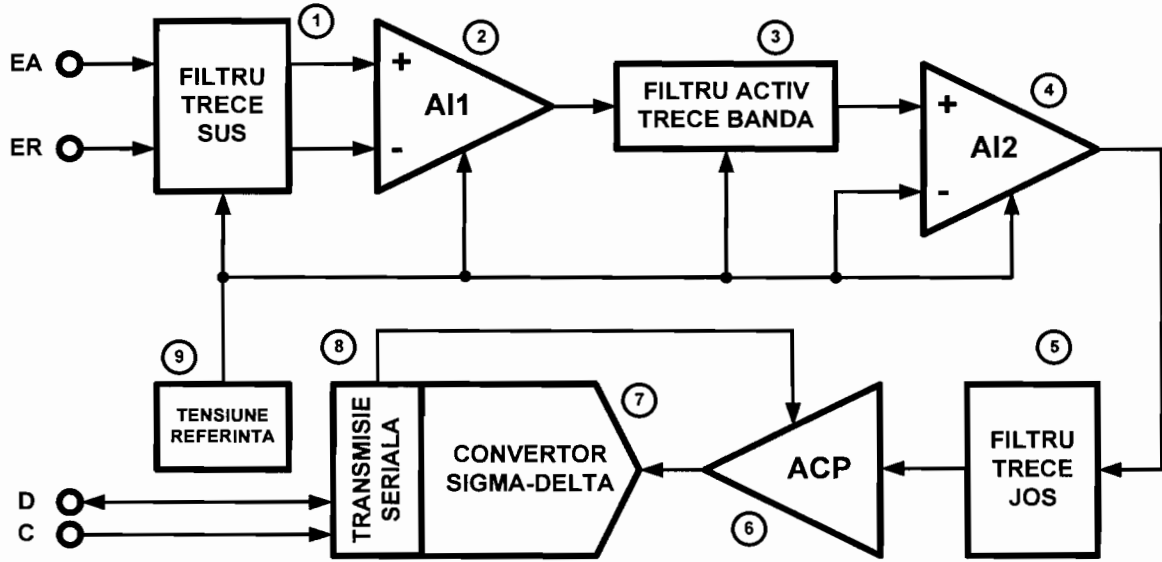 1
2
3
4
EA
ER
FILTRU
TRECE
SUS
+
-
AI1
FILTRU ACTIV
TRECE BANDA
+
-
AI2
9
8
7
5
TENSIUNE
REFERINTA
TRANSMISIE
SERIALA
CONVERTOR
SIGMA-DELTA
ACP
6
FILTRU
TRECE
JOS
D
C